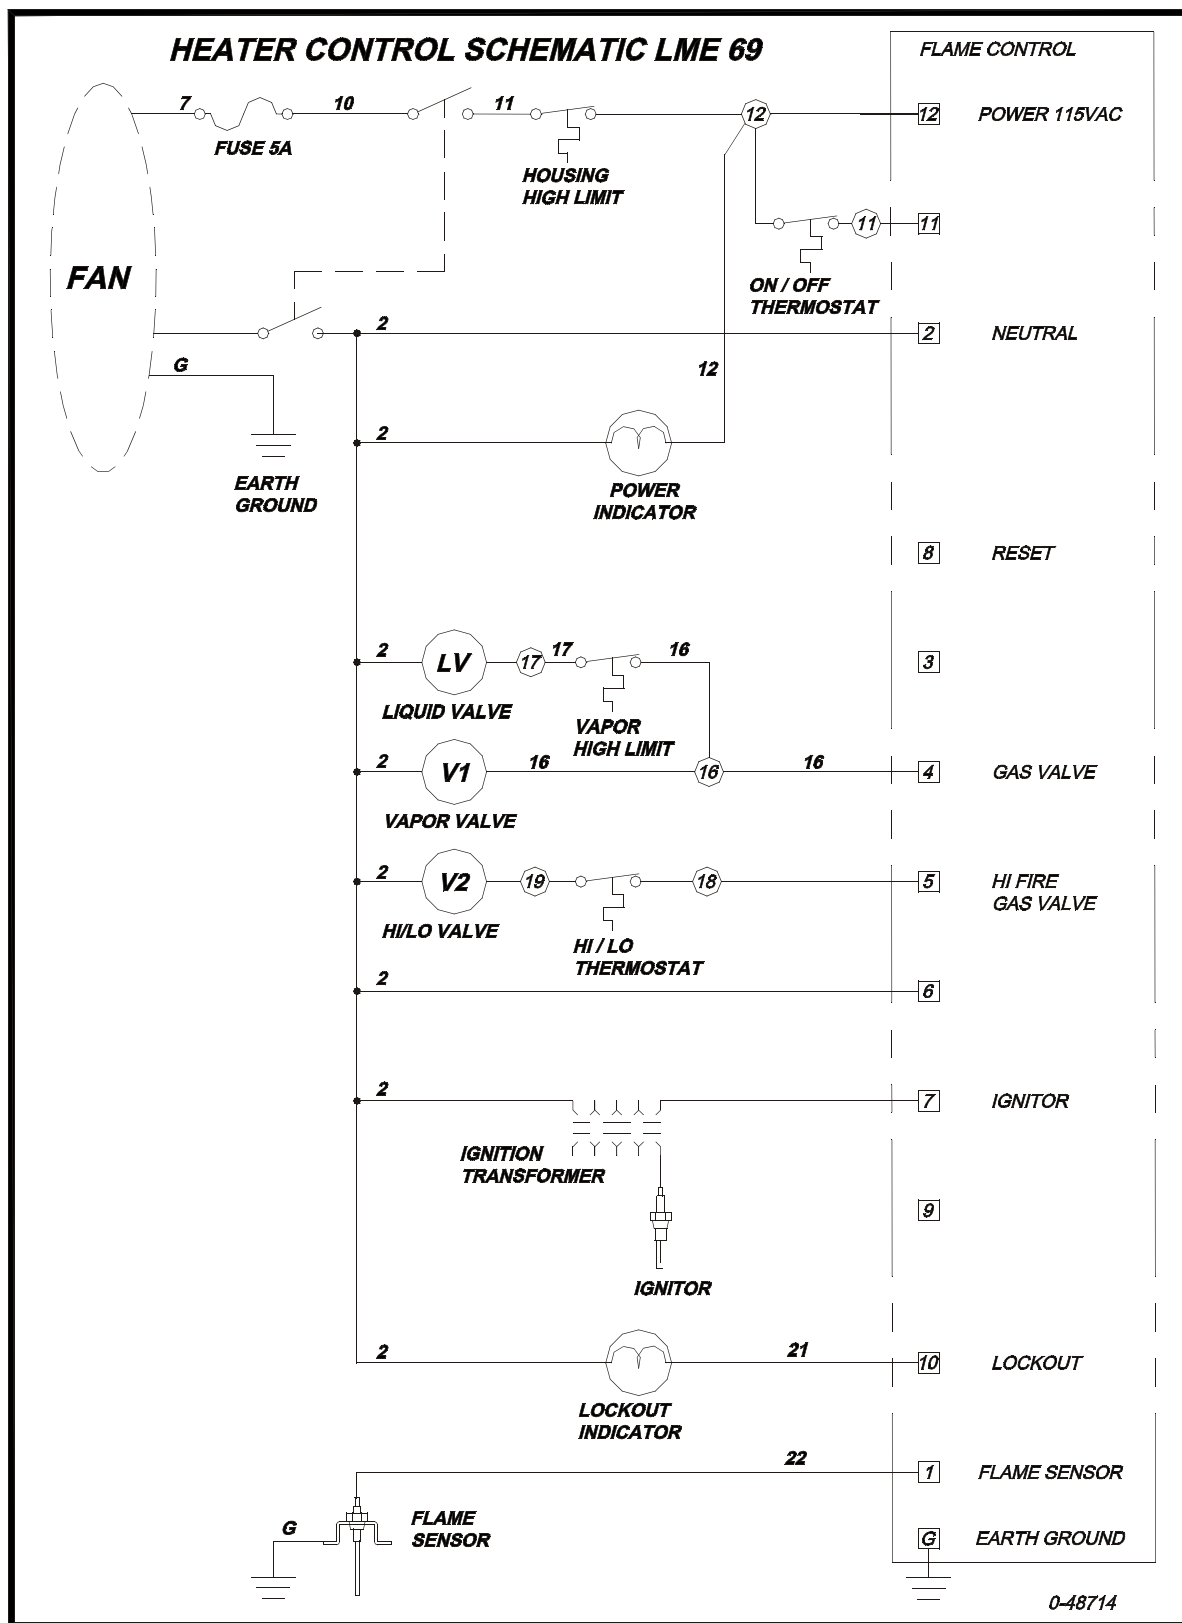 HEATER CONTROL SCHEMATIC LME 69
FLAME CONTROL
7
10
11
12
12
POWER 115VAC
FUSE 5A
HOUSING
HIGH LIMIT
11
11
FAN
ON / OFF
THERMOSTAT
2
2
NEUTRAL
G
12
2
EARTH
GROUND
POWER
INDICATOR
8
RESET
2
LV
17
17
16
3
LIQUID VALVE
VAPOR
HIGH LIMIT
2
V1
16
16
16
4
GAS VALVE
VAPOR VALVE
2
V2
19
18
5
HI FIRE
GAS VALVE
HI/LO VALVE
HI / LO
THERMOSTAT
2
6
2
7
IGNITOR
IGNITION
TRANSFORMER
9
IGNITOR
2
21
10
LOCKOUT
LOCKOUT
INDICATOR
22
1
FLAME SENSOR
G
FLAME
SENSOR
G
EARTH GROUND
0-48714